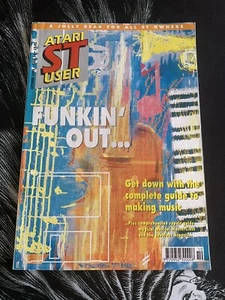 A JOLLY READ FOR ALL ST OWNERS
ATARI
ST
USER
FUNKIN'
OUT...
Get down with the
complete guide to
making music